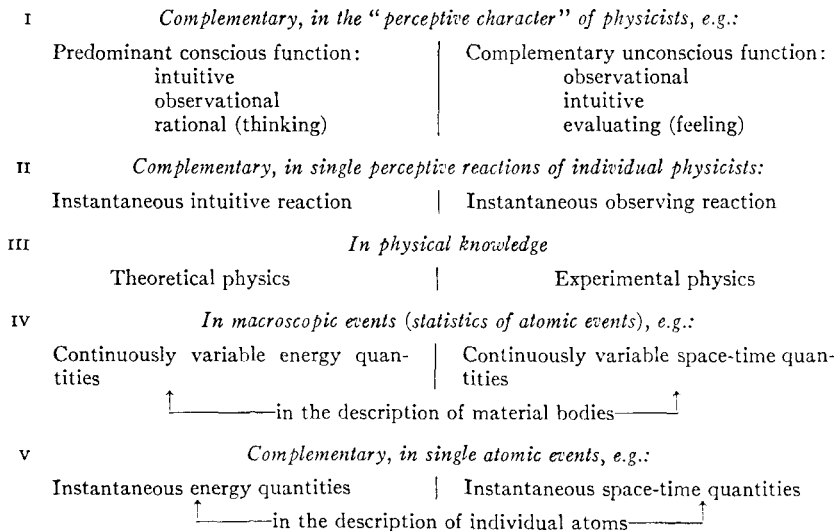 I Complementary, in the “perceptive character” of physicists, e.g.:
Predominant conscious function: Complementary unconscious function:
intuitive observational
observational intuitive
rational (thinking) evaluating (feeling)
II Complementary, in single perceptive reactions of individual physicists:
Instantaneous intuitive reaction Instantaneous observing reaction
III In physical knowledge
Theoretical physics Experimental physics
IV In macroscopic events (statistics of atomic events), e.g.:
Continuously variable energy quan- Continuously variable space-time quan-
tities tities
in the description of material bodies
V Complementary, in single atomic events, e.g.:
Instantaneous energy quantities Instantaneous space-time quantities
in the description of individual atoms